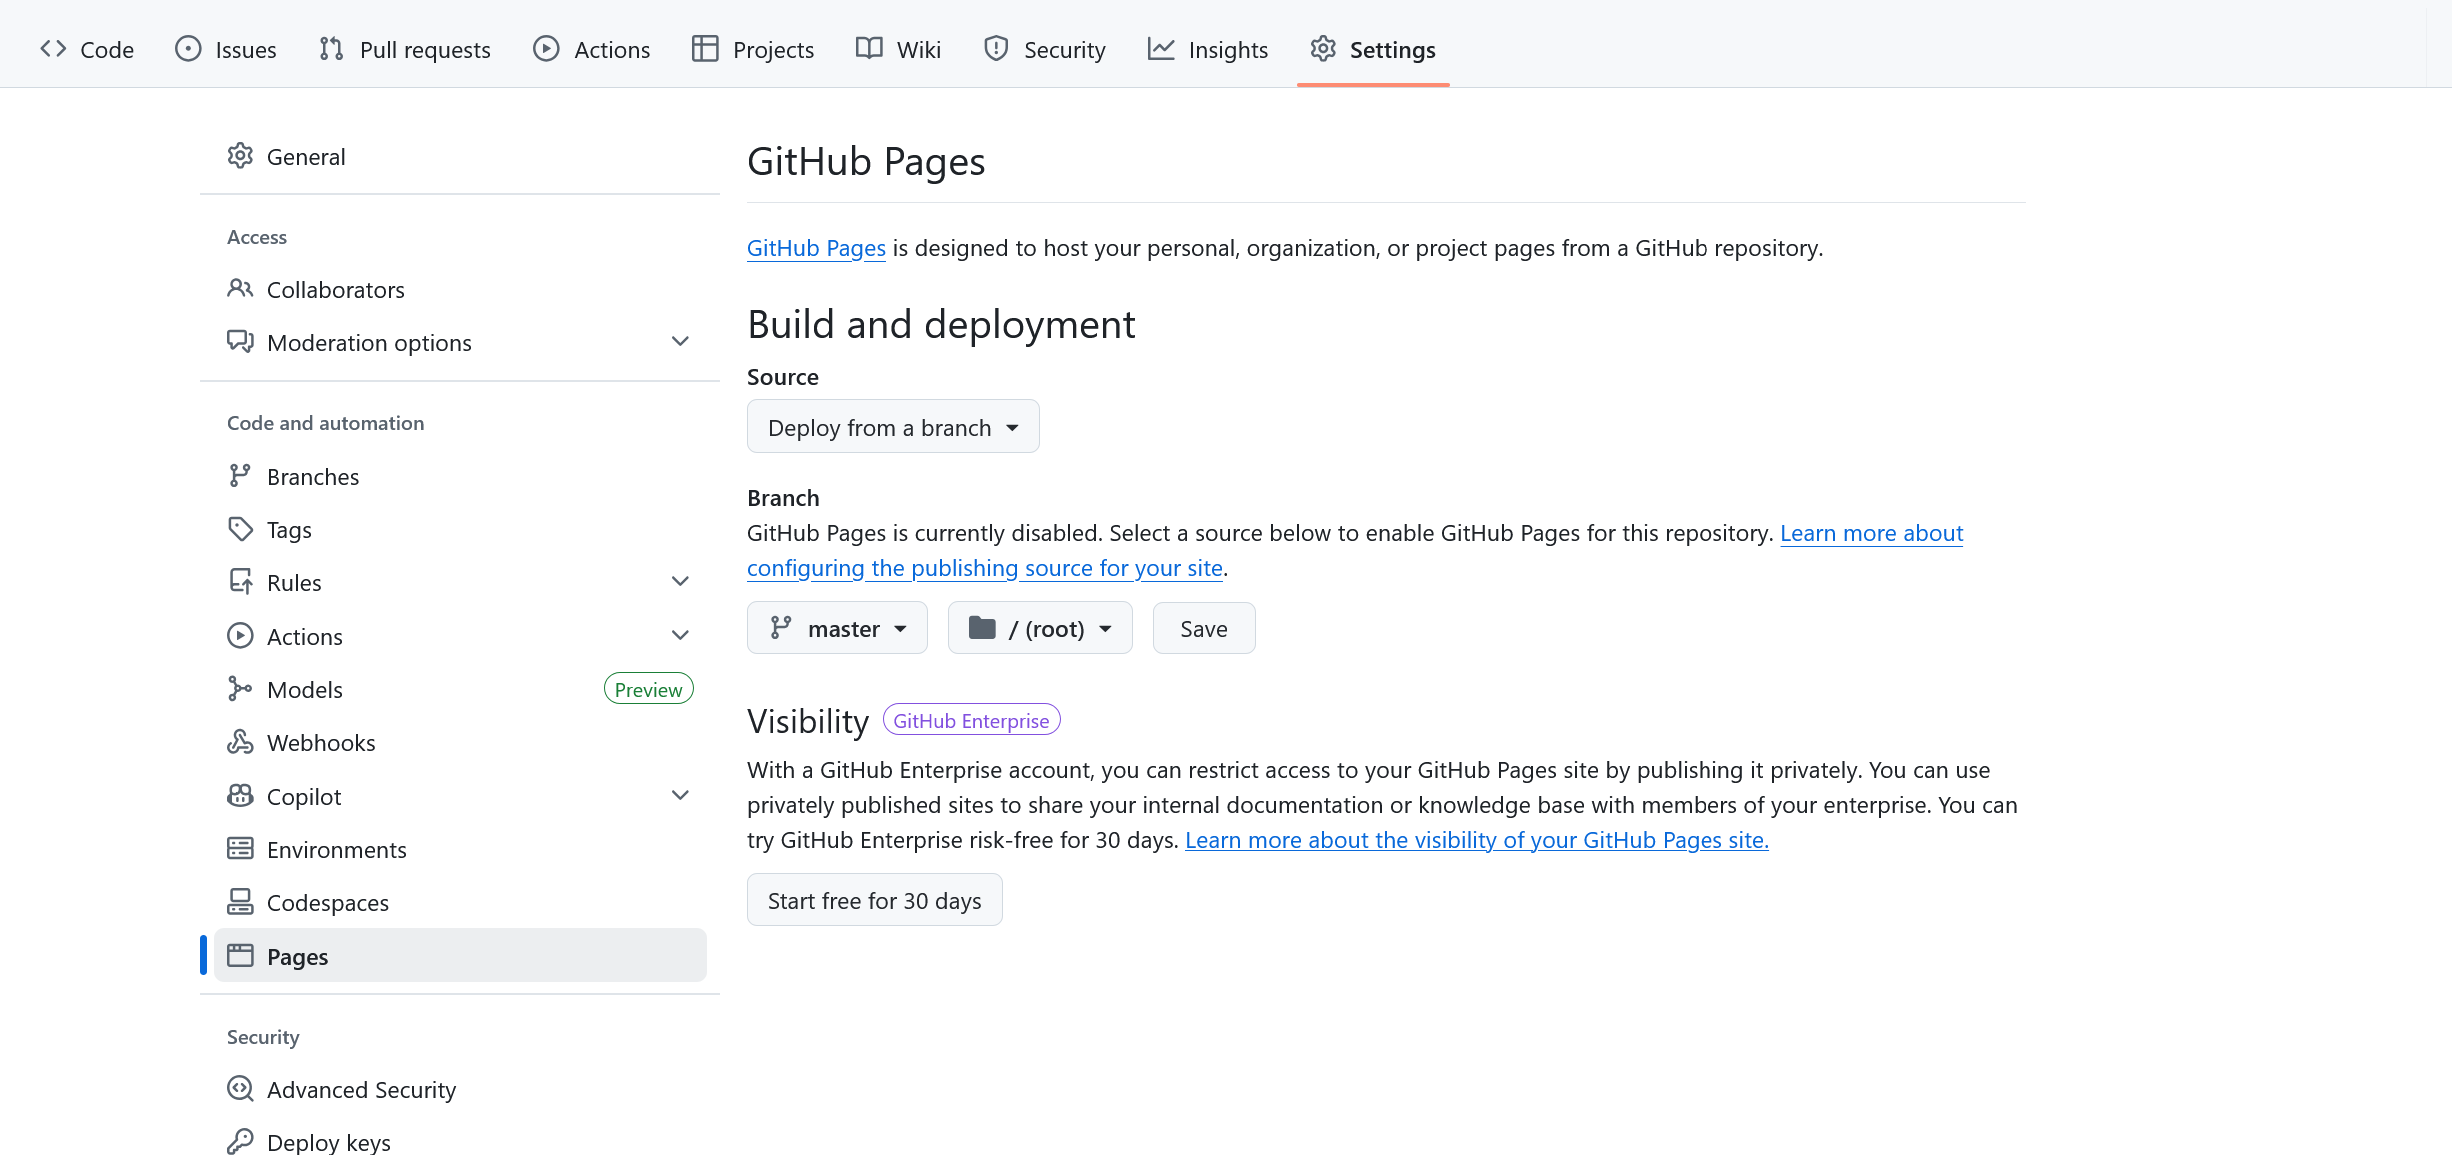 Code Issues Pull requests Actions Projects Wiki Security Insights Settings
General
Access
Collaborators
Moderation options
Code and automation
Branches
Tags
Rules
Actions
Models Preview
Webhooks
Copilot
Environments
Codespaces
Pages
Security
Advanced Security
Deploy keys
GitHub Pages
GitHub Pages is designed to host your personal, organization, or project pages from a GitHub repository.
Build and deployment
Source
Deploy from a branch
Branch
GitHub Pages is currently disabled. Select a source below to enable GitHub Pages for this repository. Learn more about
configuring the publishing source for your site.
master / (root) Save
Visibility GitHub Enterprise
With a GitHub Enterprise account, you can restrict access to your GitHub Pages site by publishing it privately. You can use
privately published sites to share your internal documentation or knowledge base with members of your enterprise. You can
try GitHub Enterprise risk-free for 30 days. Learn more about the visibility of your GitHub Pages site.
Start free for 30 days